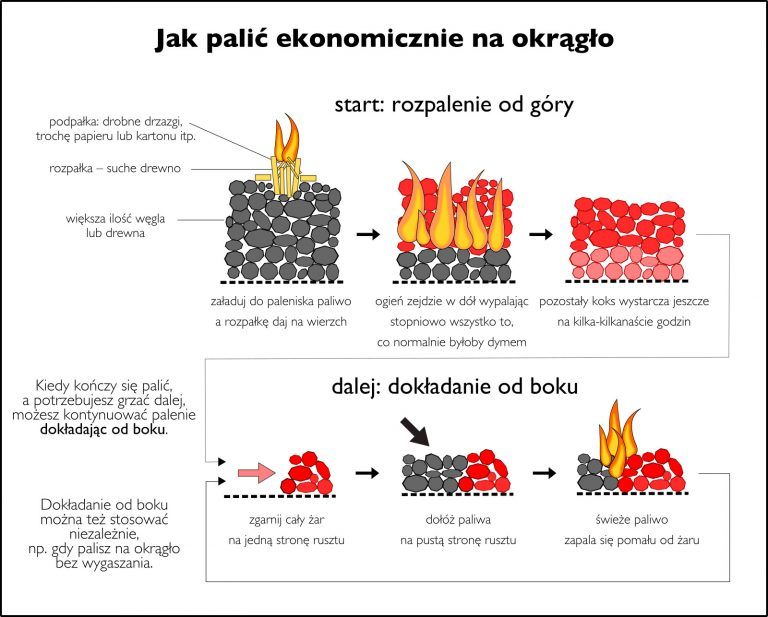 Jak palić ekonomicznie na okrągło
start: rozpalenie od góry
podpałka: drobne drzazgi,
trochę papieru lub kartonu itp.
rozpałka – suche drewno
większa ilość węgla
lub drewna
załaduj do paleniska paliwo
a rozpałkę daj na wierzch
ogień zejdzie w dół wypalając
stopniowo wszystko to,
co normalnie byłoby dymem
pozostały koks wystarcza jeszcze
na kilka-kilkanaście godzin
Kiedy kończy się palić,
a potrzebujesz grzać dalej,
możesz kontynuować palenie
dokładając od boku.
dalej: dokładanie od boku
Dokładanie od boku
można też stosować
niezależnie,
np. gdy palisz na okrągło
bez wygaszania.
zgarnij cały żar
na jedną stronę rusztu
dołóż paliwa
na pustą stronę rusztu
świeże paliwo
zapala się pomału od żaru